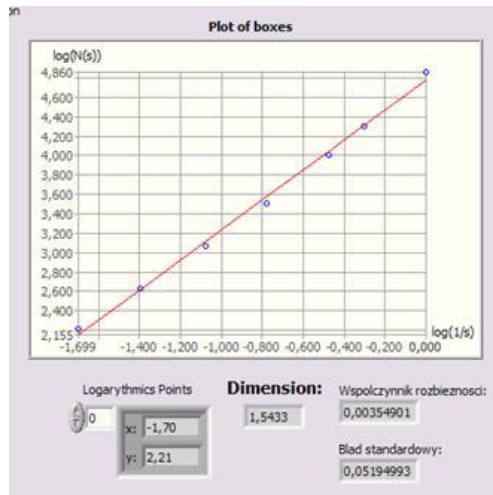 on
Plot of boxes
log(N(s))
4,860
4,600
4,400
4,200
4,000
3,800
3,600
3,400
3,200
3,000
2,800
2,600
2,400
2,155
-1,699 -1,400 -1,200 -1,000 -0,800 -0,600 -0,400 -0,200 0,000
log(1/s)
Logarythmics Points
0
x: -1,70
y: 2,21
Dimension:
1,5433
Wspolczynnik rozbieznosci:
0,00354901
Blad standardowy:
0,05194993